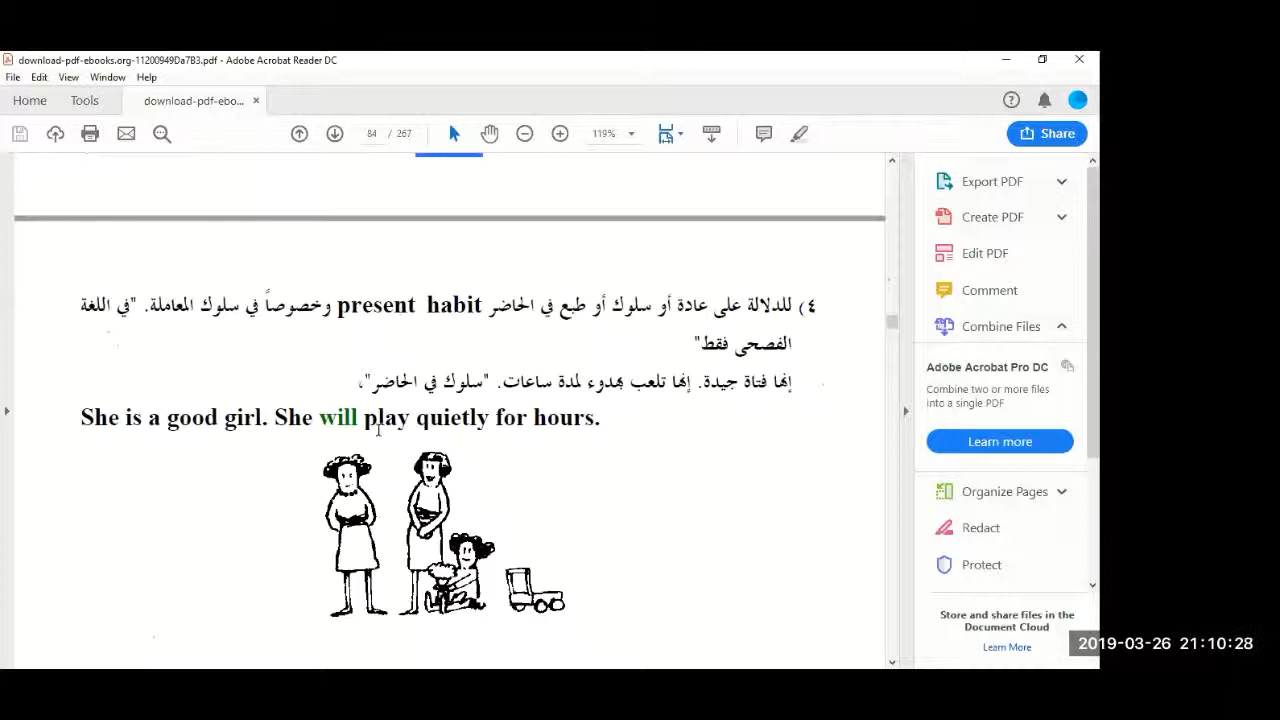 download-pdf-ebooks.org-11200949Da7B3.pdf - Adobe Acrobat Reader DC
File Edit View Window Help
Home Tools download-pdf-ebo... ×
84 / 267 119% Share
Export PDF
Create PDF
Edit PDF
Comment
Combine Files
Adobe Acrobat Pro DC
Combine two or more files
into a single PDF
Learn more
Organize Pages
Redact
Protect
Store and share files in the
Document Cloud
Learn More
٤) للدلالة على عادة أو سلوك أو طبع في الحاضر present habit وخصوصاً في سلوك المعاملة. "في اللغة
الفصحى فقط"
إنها فتاة جيدة. إنها تلعب بهدوء لمدة ساعات. "سلوك في الحاضر"،
She is a good girl. She will play quietly for hours.
2019-03-26 21:10:28